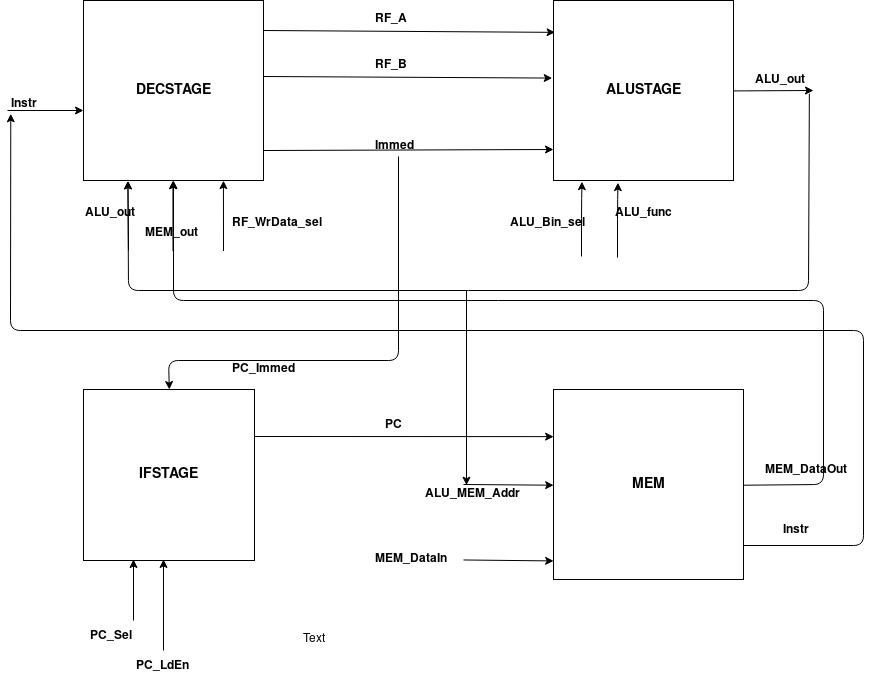 RF_A
RF_B
DECSTAGE
ALUSTAGE
ALU_out
Instr
Immed
ALU_out
MEM_out
RF_WrData_sel
ALU_Bin_sel
ALU_func
PC_Immed
PC
IFSTAGE
MEM
MEM_DataOut
ALU_MEM_Addr
Instr
MEM_DataIn
PC_Sel
Text
PC_LdEn